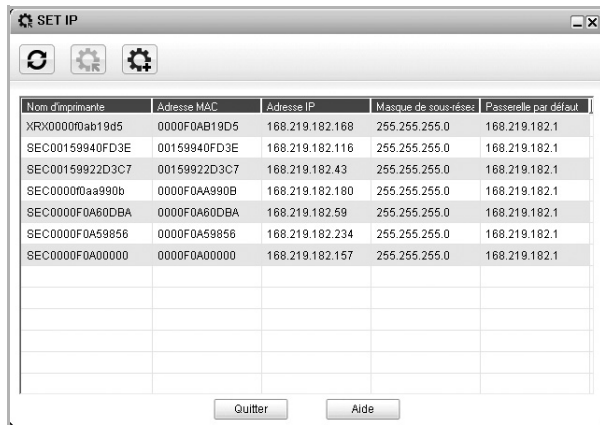 SET IP
Nom d'imprimante Adresse MAC Adresse IP Masque de sous-résea Passerelle par défaut
XRX0000f0ab19d5 0000F0AB19D5 168.219.182.168 255.255.255.0 168.219.182.1
SEC00159940FD3E 00159940FD3E 168.219.182.116 255.255.255.0 168.219.182.1
SEC00159922D3C7 00159922D3C7 168.219.182.43 255.255.255.0 168.219.182.1
SEC0000f0aa990b 0000F0AA990B 168.219.182.180 255.255.255.0 168.219.182.1
SEC0000F0A60DBA 0000F0A60DBA 168.219.182.59 255.255.255.0 168.219.182.1
SEC0000F0A59856 0000F0A59856 168.219.182.234 255.255.255.0 168.219.182.1
SEC0000F0A00000 0000F0A00000 168.219.182.157 255.255.255.0 168.219.182.1
Quitter Aide